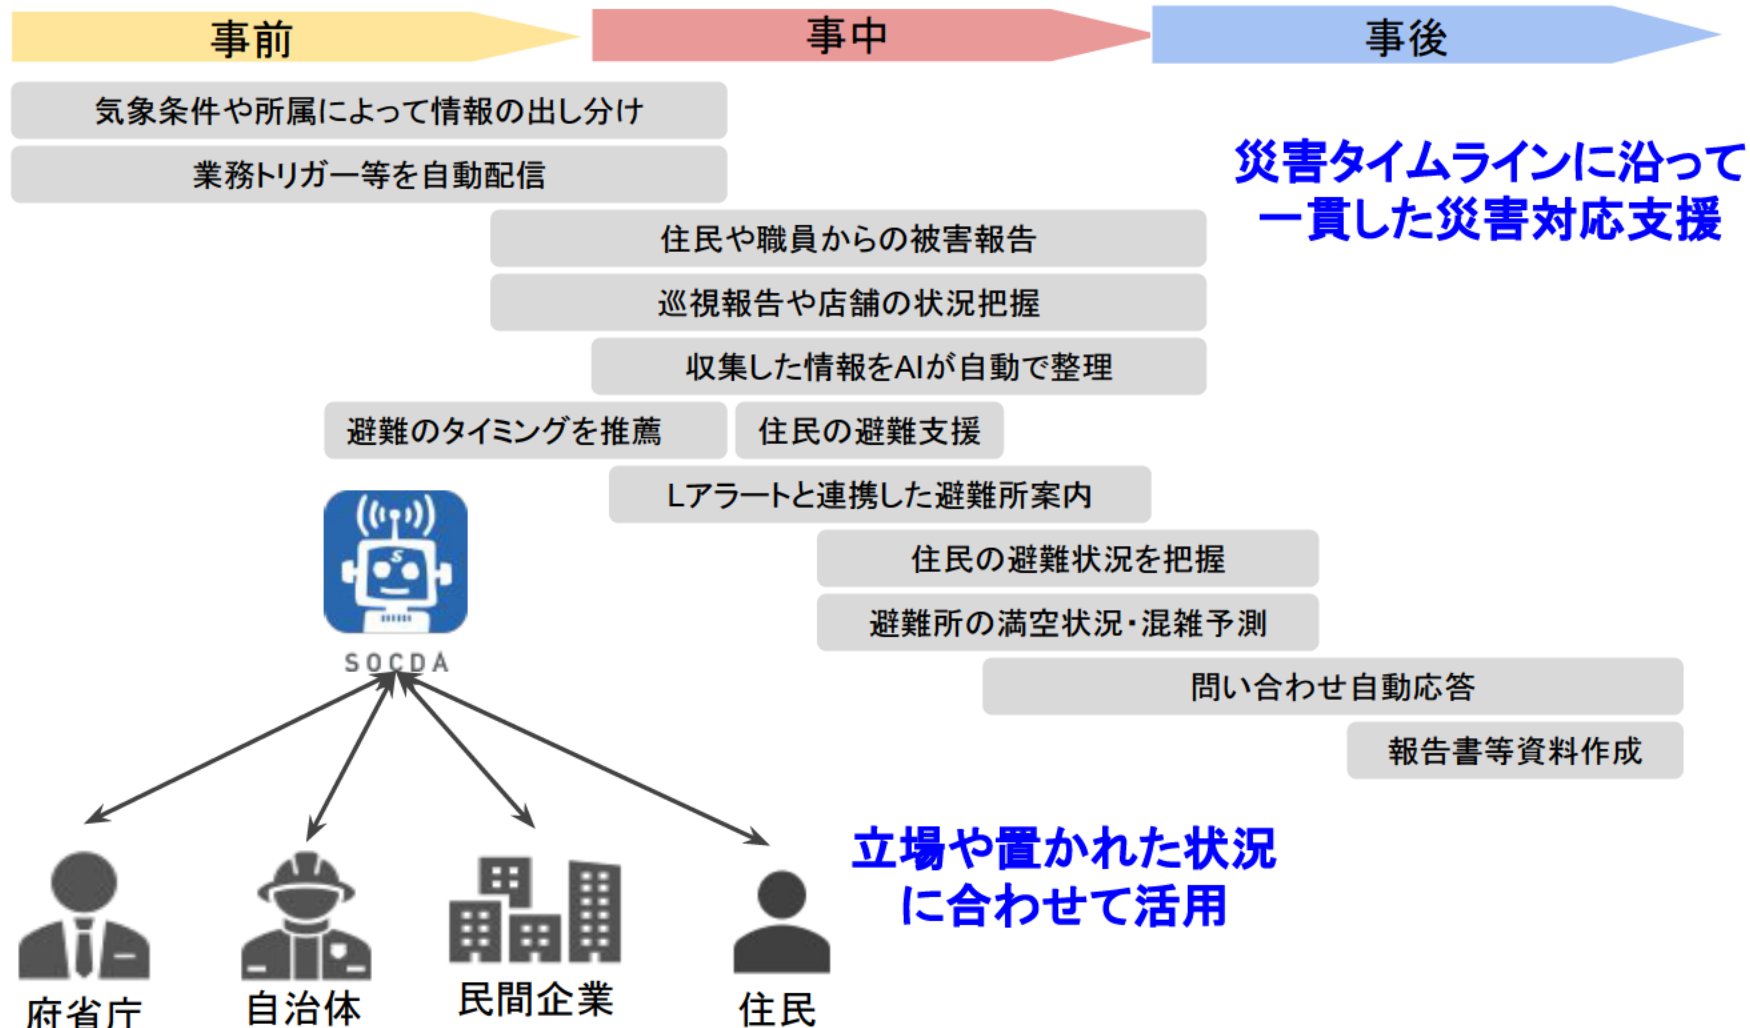 事前
事中
事後
気象条件や所属によって情報の出し分け
業務トリガー等を自動配信
災害タイムラインに沿って
一貫した災害対応支援
住民や職員からの被害報告
巡視報告や店舗の状況把握
収集した情報をAIが自動で整理
避難のタイミングを推薦
住民の避難支援
Lアラートと連携した避難所案内
S
住民の避難状況を把握
避難所の満空状況・混雑予測
SOCDA
問い合わせ自動応答
報告書等資料作成
立場や置かれた状況
に合わせて活用
府省庁
自治体
民間企業
住民